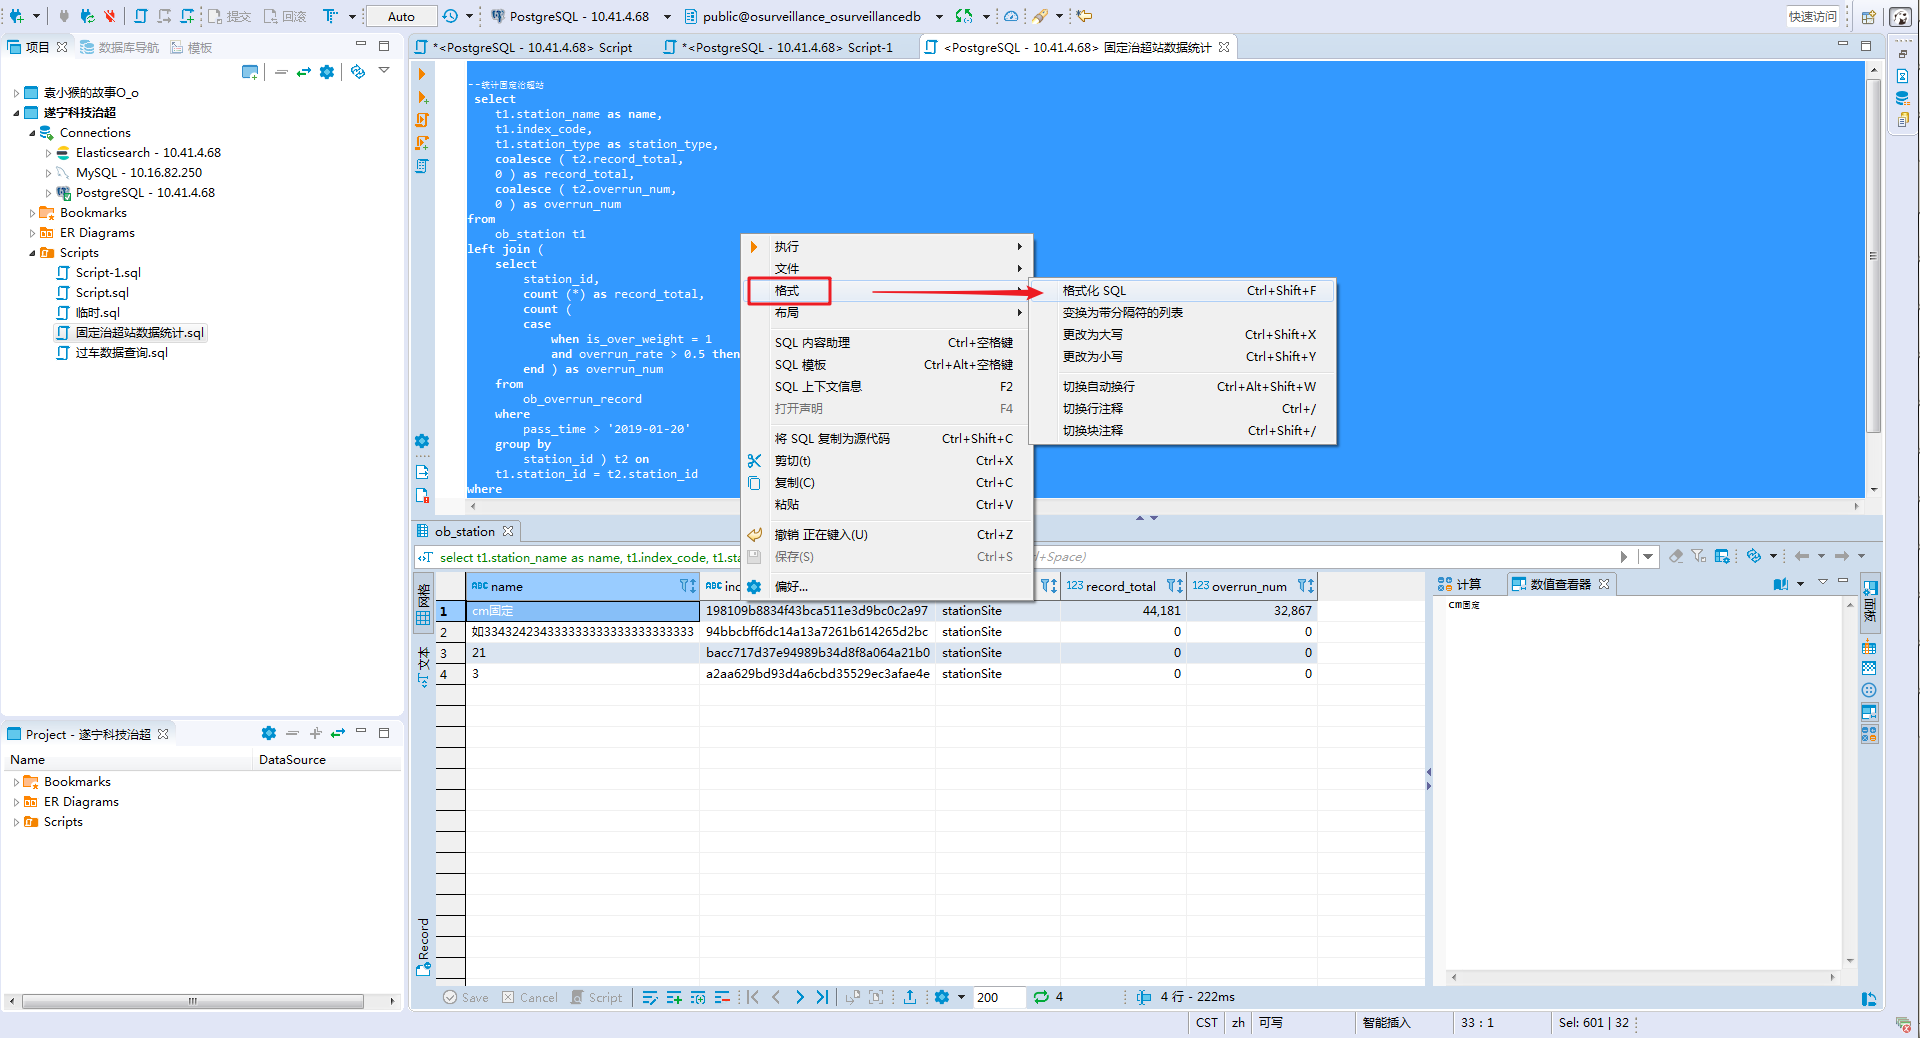 提交
回滚
Auto
PostgreSQL - 10.41.4.68
public@osurveillance_osurveillancedb
快速访问
项目
数据库导航
模板
袁小猴的故事O_o
遂宁科技治超
Connections
Elasticsearch - 10.41.4.68
MySQL - 10.16.82.250
PostgreSQL - 10.41.4.68
Bookmarks
ER Diagrams
Scripts
Script-1.sql
Script.sql
临时.sql
固定治超站数据统计.sql
过车数据查询.sql
Project - 遂宁科技治超
Name DataSource
Bookmarks
ER Diagrams
Scripts
*<PostgreSQL - 10.41.4.68> Script
*<PostgreSQL - 10.41.4.68> Script-1
<PostgreSQL - 10.41.4.68> 固定治超站数据统计
--统计固定治超站
select
t1.station_name as name,
t1.index_code,
t1.station_type as station_type,
coalesce ( t2.record_total,
0 ) as record_total,
coalesce ( t2.overrun_num,
0 ) as overrun_num
from
ob_station t1
left join (
select
station_id,
count (*) as record_total,
count (
case
when is_over_weight = 1
and overrun_rate > 0.5 then
end ) as overrun_num
from
ob_overrun_record
where
pass_time > '2019-01-20'
group by
station_id ) t2 on
t1.station_id = t2.station_id
where
执行
文件
格式
布局
SQL 内容助理 Ctrl+空格键
SQL 模板 Ctrl+Alt+空格键
SQL 上下文信息 F2
打开声明 F4
将 SQL 复制为源代码 Ctrl+Shift+C
剪切(t) Ctrl+X
复制(C) Ctrl+C
粘贴 Ctrl+V
撤销 正在键入(U) Ctrl+Z
保存(S) Ctrl+S
偏好...
格式化 SQL Ctrl+Shift+F
变换为带分隔符的列表
更改为大写 Ctrl+Shift+X
更改为小写 Ctrl+Shift+Y
切换自动换行 Ctrl+Alt+Shift+W
切换行注释 Ctrl+/
切换块注释 Ctrl+Shift+/
ob_station
select t1.station_name as name, t1.index_code, t1.sta
l+Space)
网格
文本
Record
ABC name ABC inc 123 record_total 123 overrun_num
1 cm固定 198109b8834f43bca511e3d9bc0c2a97 stationSite 44,181 32,867
2 如33432423433333333333333333333 94bbcbff6dc14a13a7261b614265d2bc stationSite 0 0
3 21 bacc717d37e94989b34d8f8a064a21b0 stationSite 0 0
4 3 a2aa629bd93d4a6cbd35529ec3afae4e stationSite 0 0
计算
数值查看器
cm固定
面板
Save Cancel Script 200 4 4 行 - 222ms
CST zh 可写 智能插入 33 : 1 Sel: 601 | 32